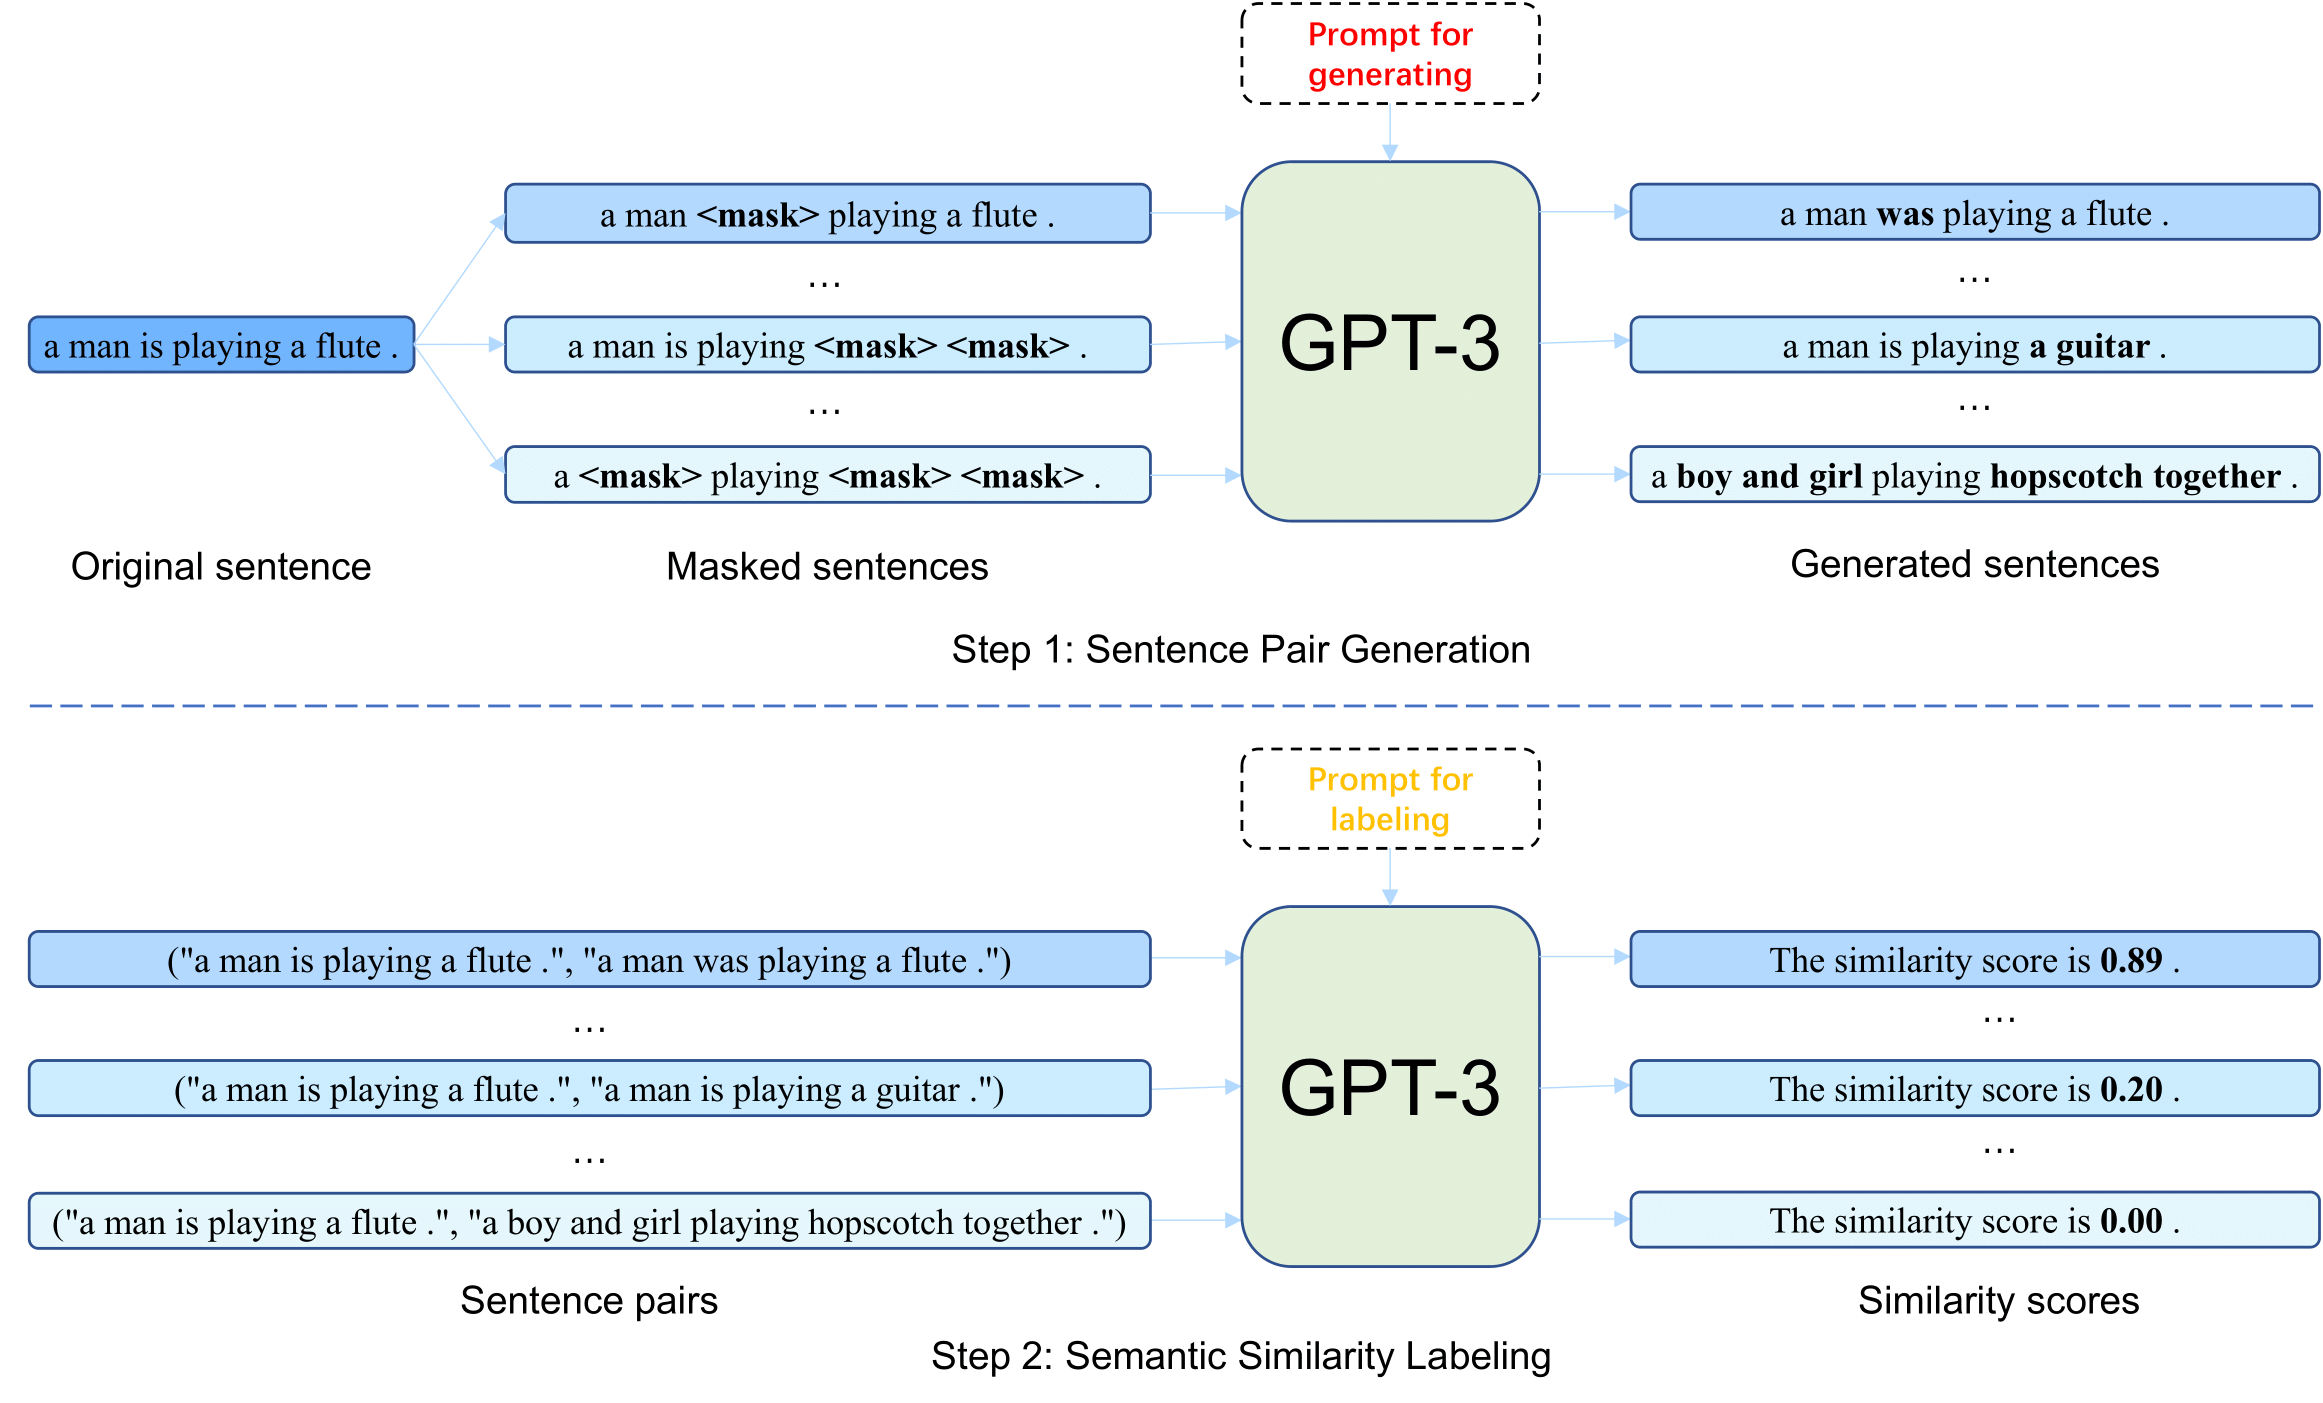 Prompt for
generating
a man <mask> playing a flute .
a man was playing a flute .
...
...
a man is playing a flute .
a man is playing <mask> <mask> .
GPT-3
a man is playing a guitar .
...
...
a <mask> playing <mask> <mask> .
a boy and girl playing hopscotch together .
Original sentence
Masked sentences
Generated sentences
Step 1: Sentence Pair Generation
Prompt for
labeling
("a man is playing a flute .", "a man was playing a flute .")
The similarity score is 0.89 .
...
...
("a man is playing a flute .", "a man is playing a guitar .")
GPT-3
The similarity score is 0.20 .
...
...
("a man is playing a flute .", "a boy and girl playing hopscotch together .")
The similarity score is 0.00 .
Sentence pairs
Similarity scores
Step 2: Semantic Similarity Labeling